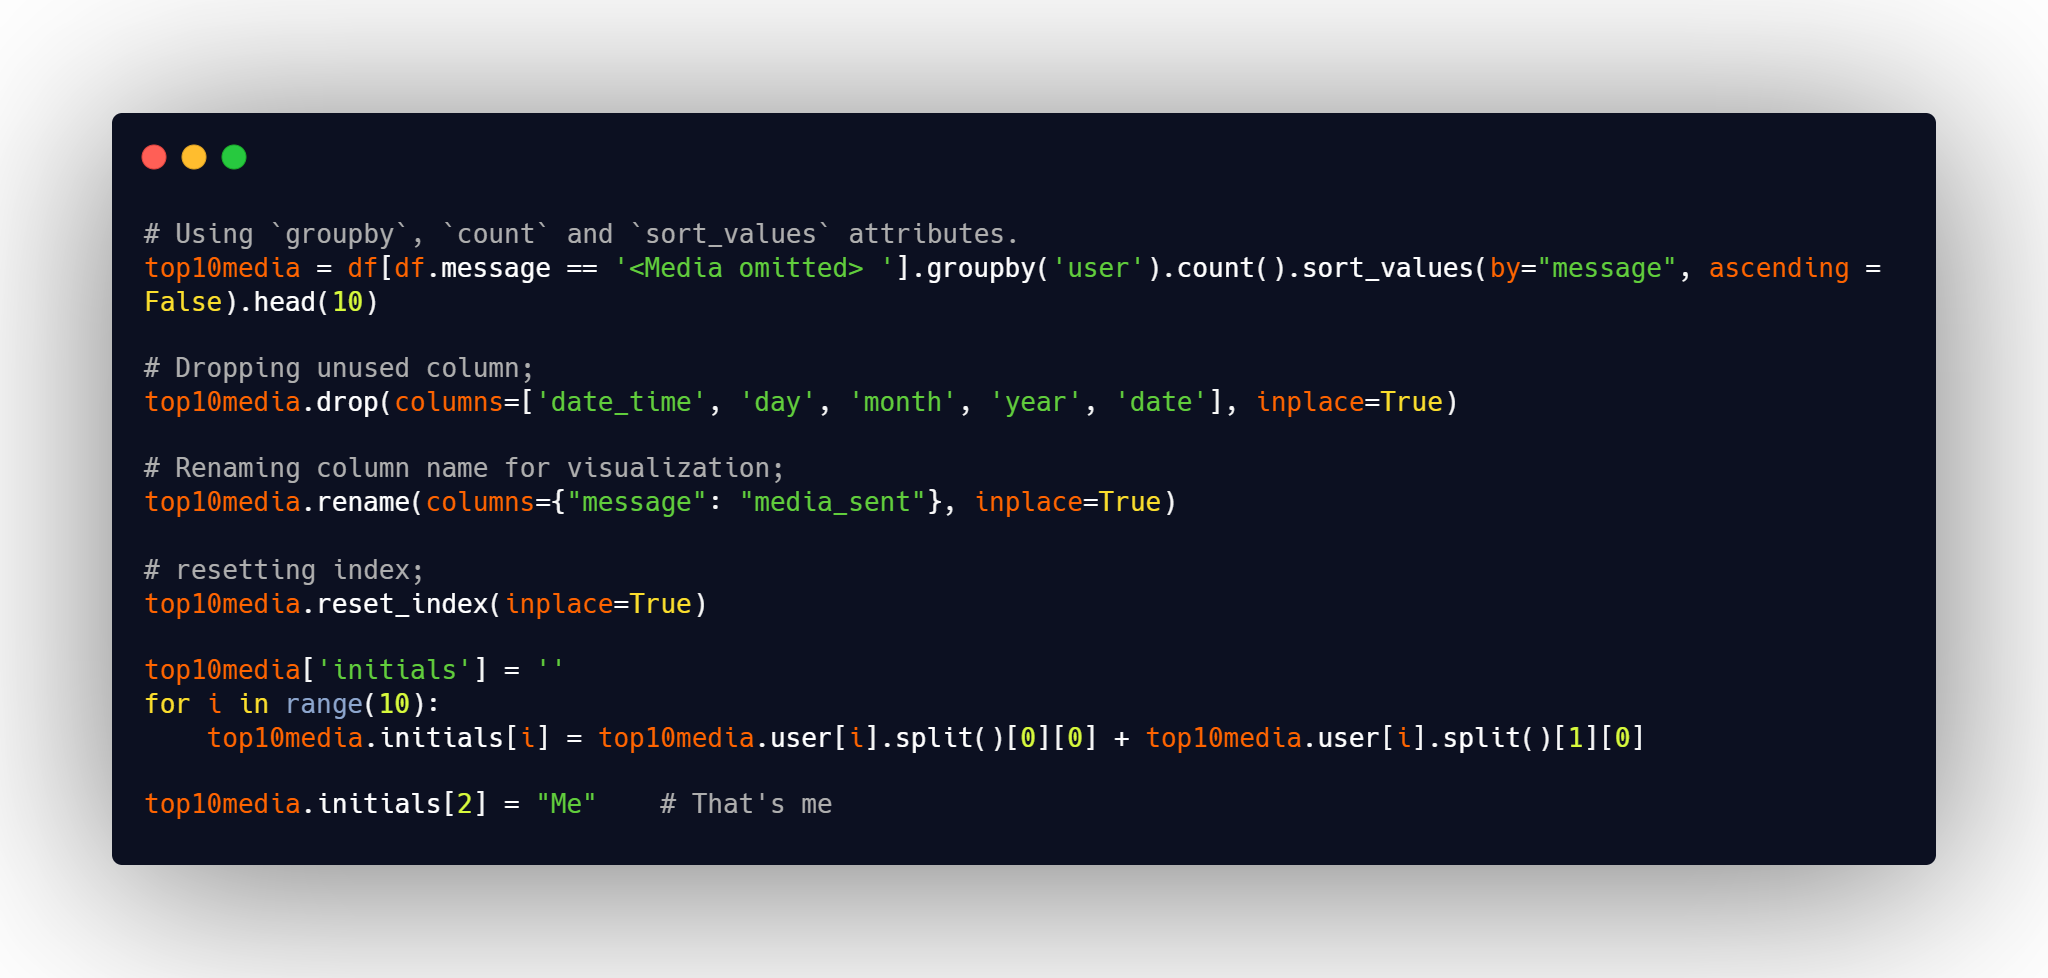 # Using `groupby`, `count` and `sort_values` attributes.
top10media = df[df.message == '<Media omitted> '].groupby('user').count().sort_values(by="message", ascending =
False).head(10)

# Dropping unused column;
top10media.drop(columns=['date_time', 'day', 'month', 'year', 'date'], inplace=True)

# Renaming column name for visualization;
top10media.rename(columns={"message": "media_sent"}, inplace=True)

# resetting index;
top10media.reset_index(inplace=True)

top10media['initials'] = ''
for i in range(10):
    top10media.initials[i] = top10media.user[i].split()[0][0] + top10media.user[i].split()[1][0]

top10media.initials[2] = "Me"    # That's me